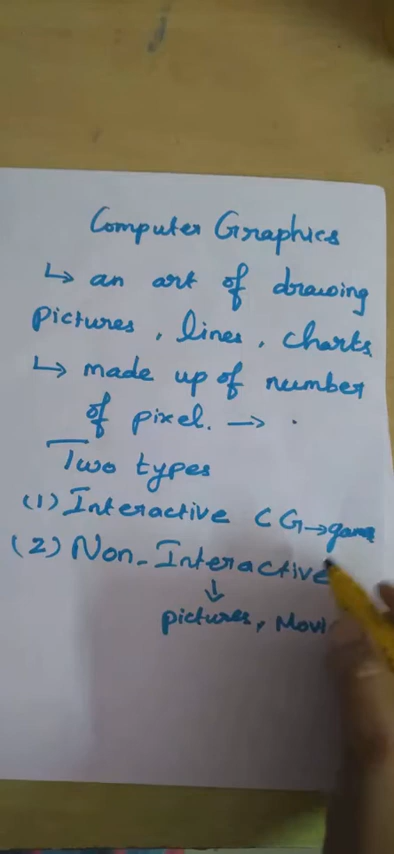 Computer Graphics
↳ an art of drawing
pictures, lines, charts
↳ made up of number
of pixel. → .
Two types
(1) Interactive CG → game
(2) Non-Interactive
↓
pictures, Movi